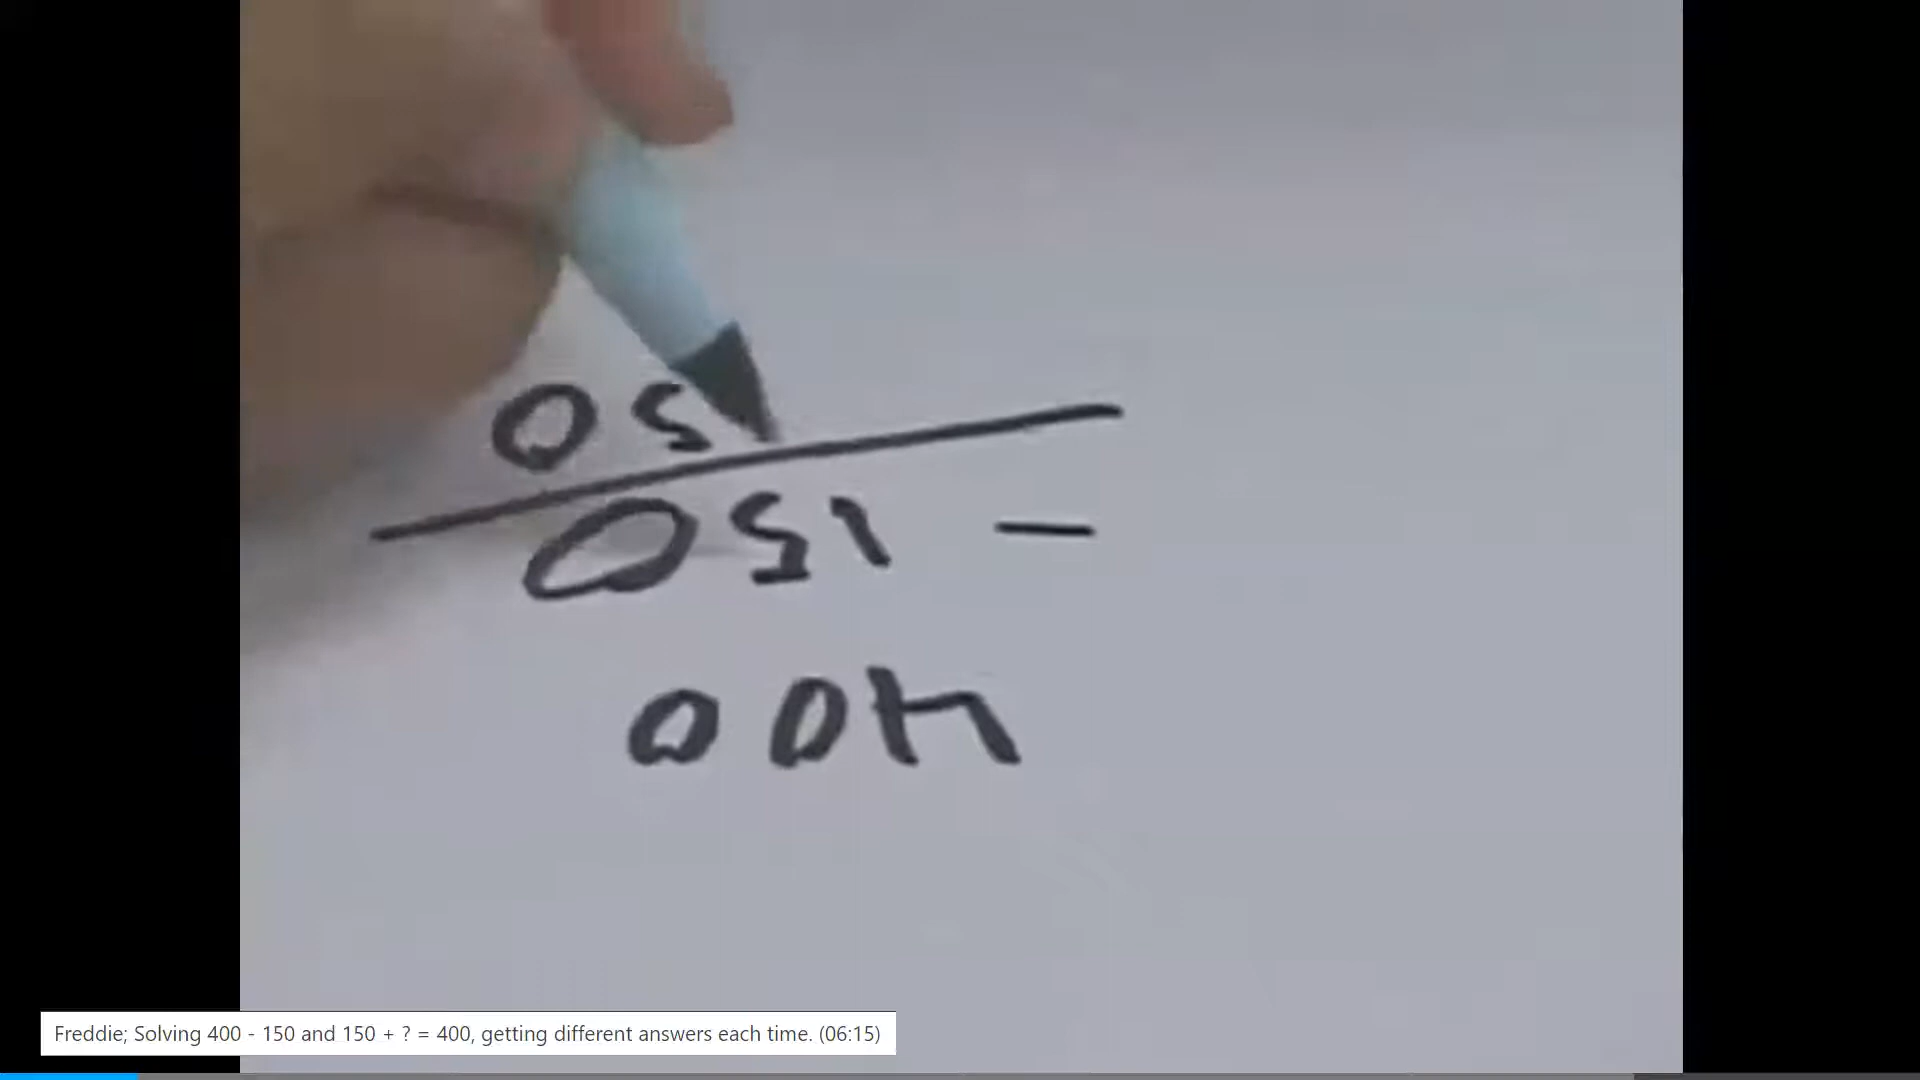 400
- 150
50
Freddie; Solving 400 - 150 and 150 + ? = 400, getting different answers each time. (06:15)